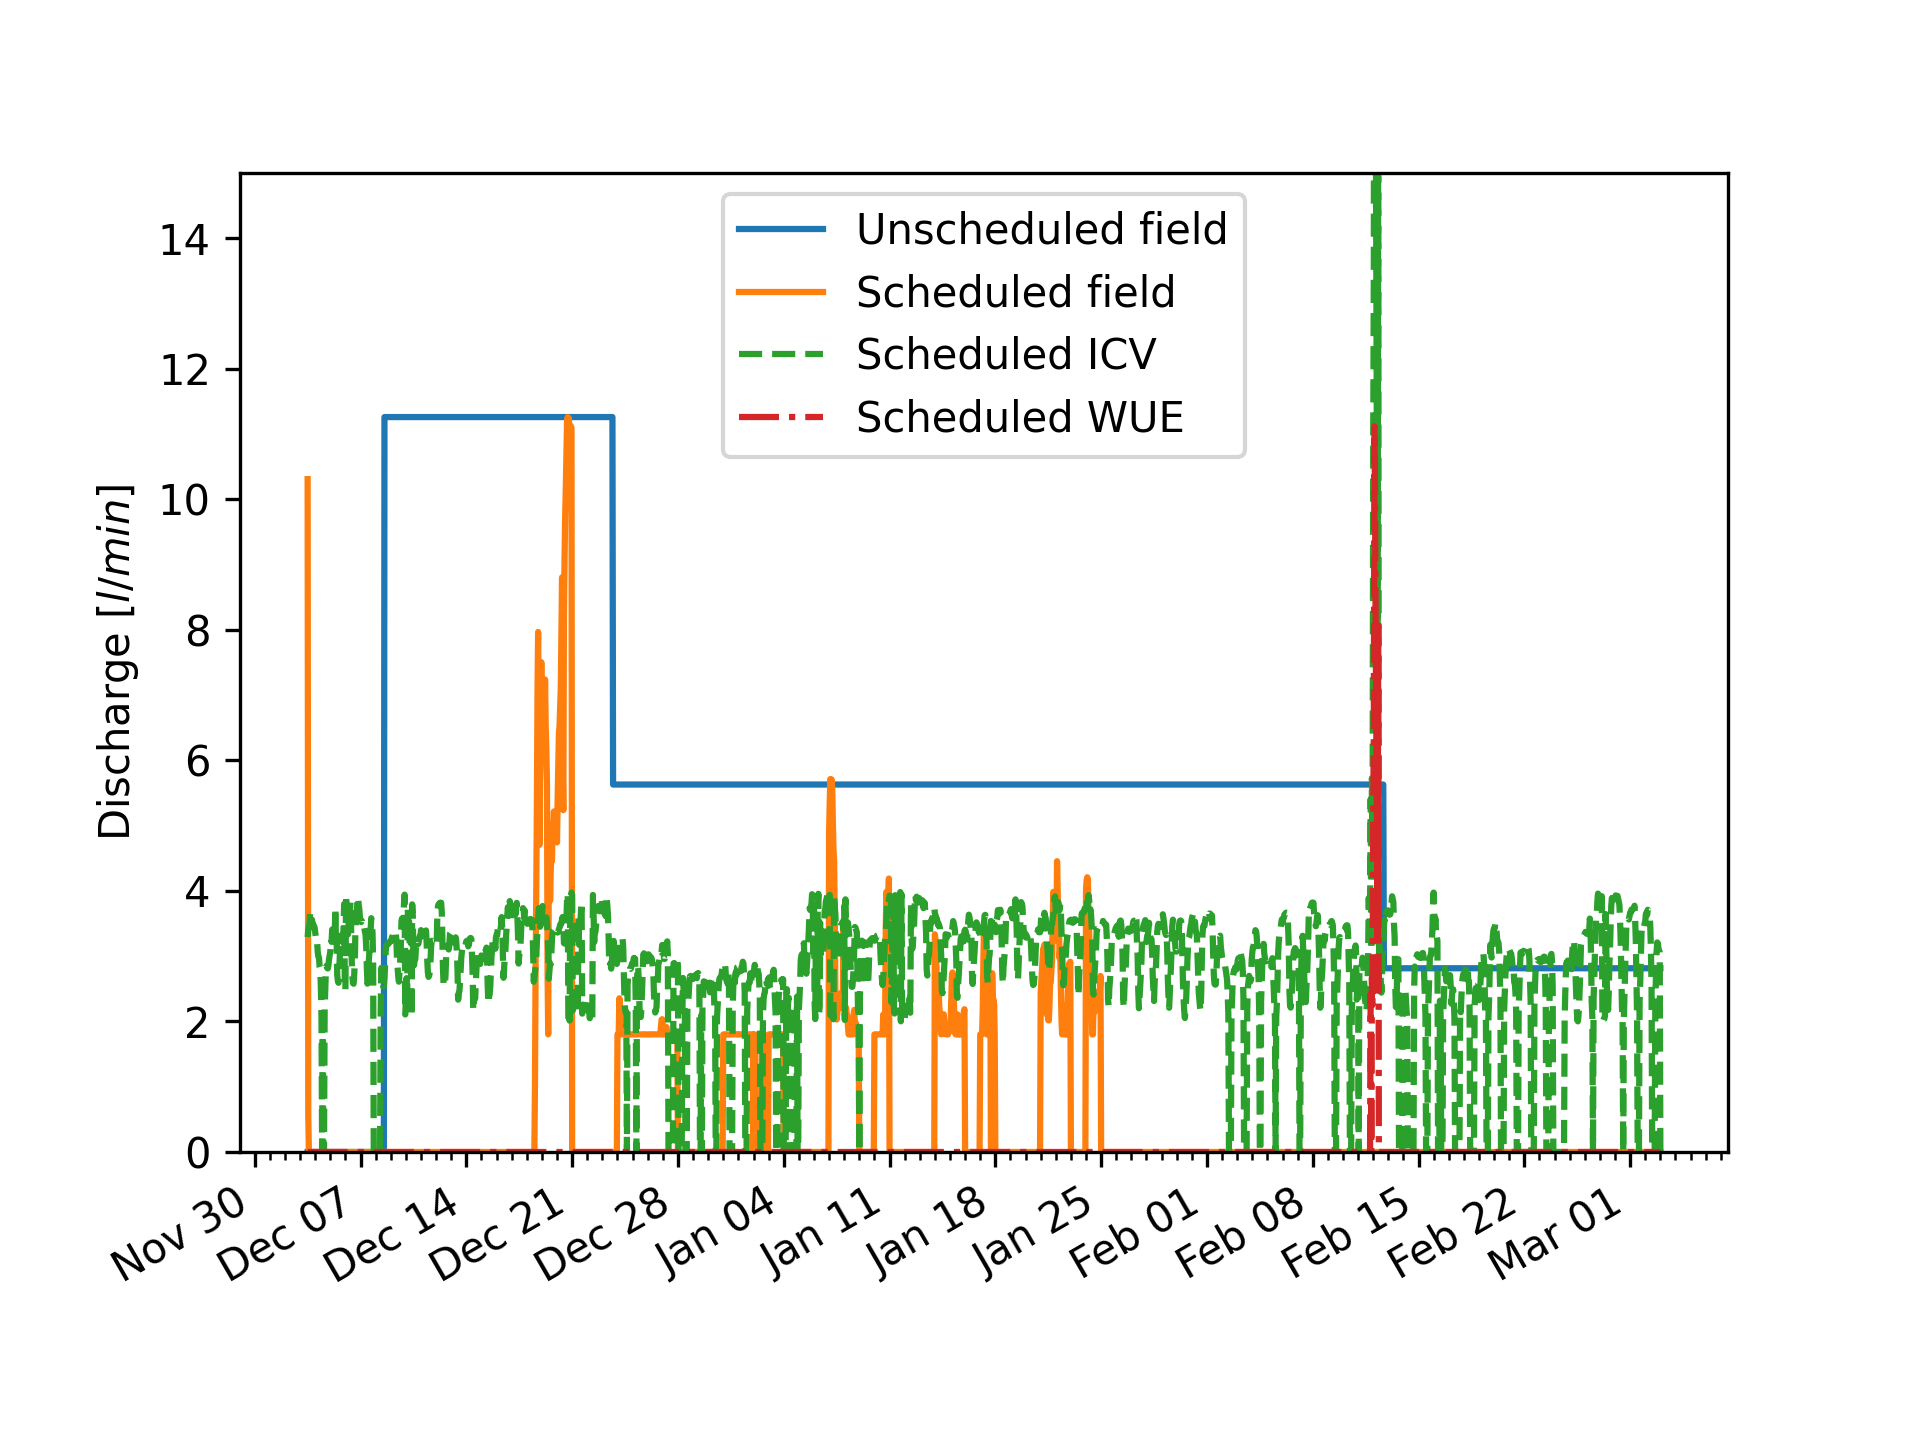 Unscheduled field
Scheduled field
Scheduled ICV
Scheduled WUE
Discharge [l/min]
14
12
10
8
6
4
2
0
Nov 30
Dec 07
Dec 14
Dec 21
Dec 28
Jan 04
Jan 11
Jan 18
Jan 25
Feb 01
Feb 08
Feb 15
Feb 22
Mar 01